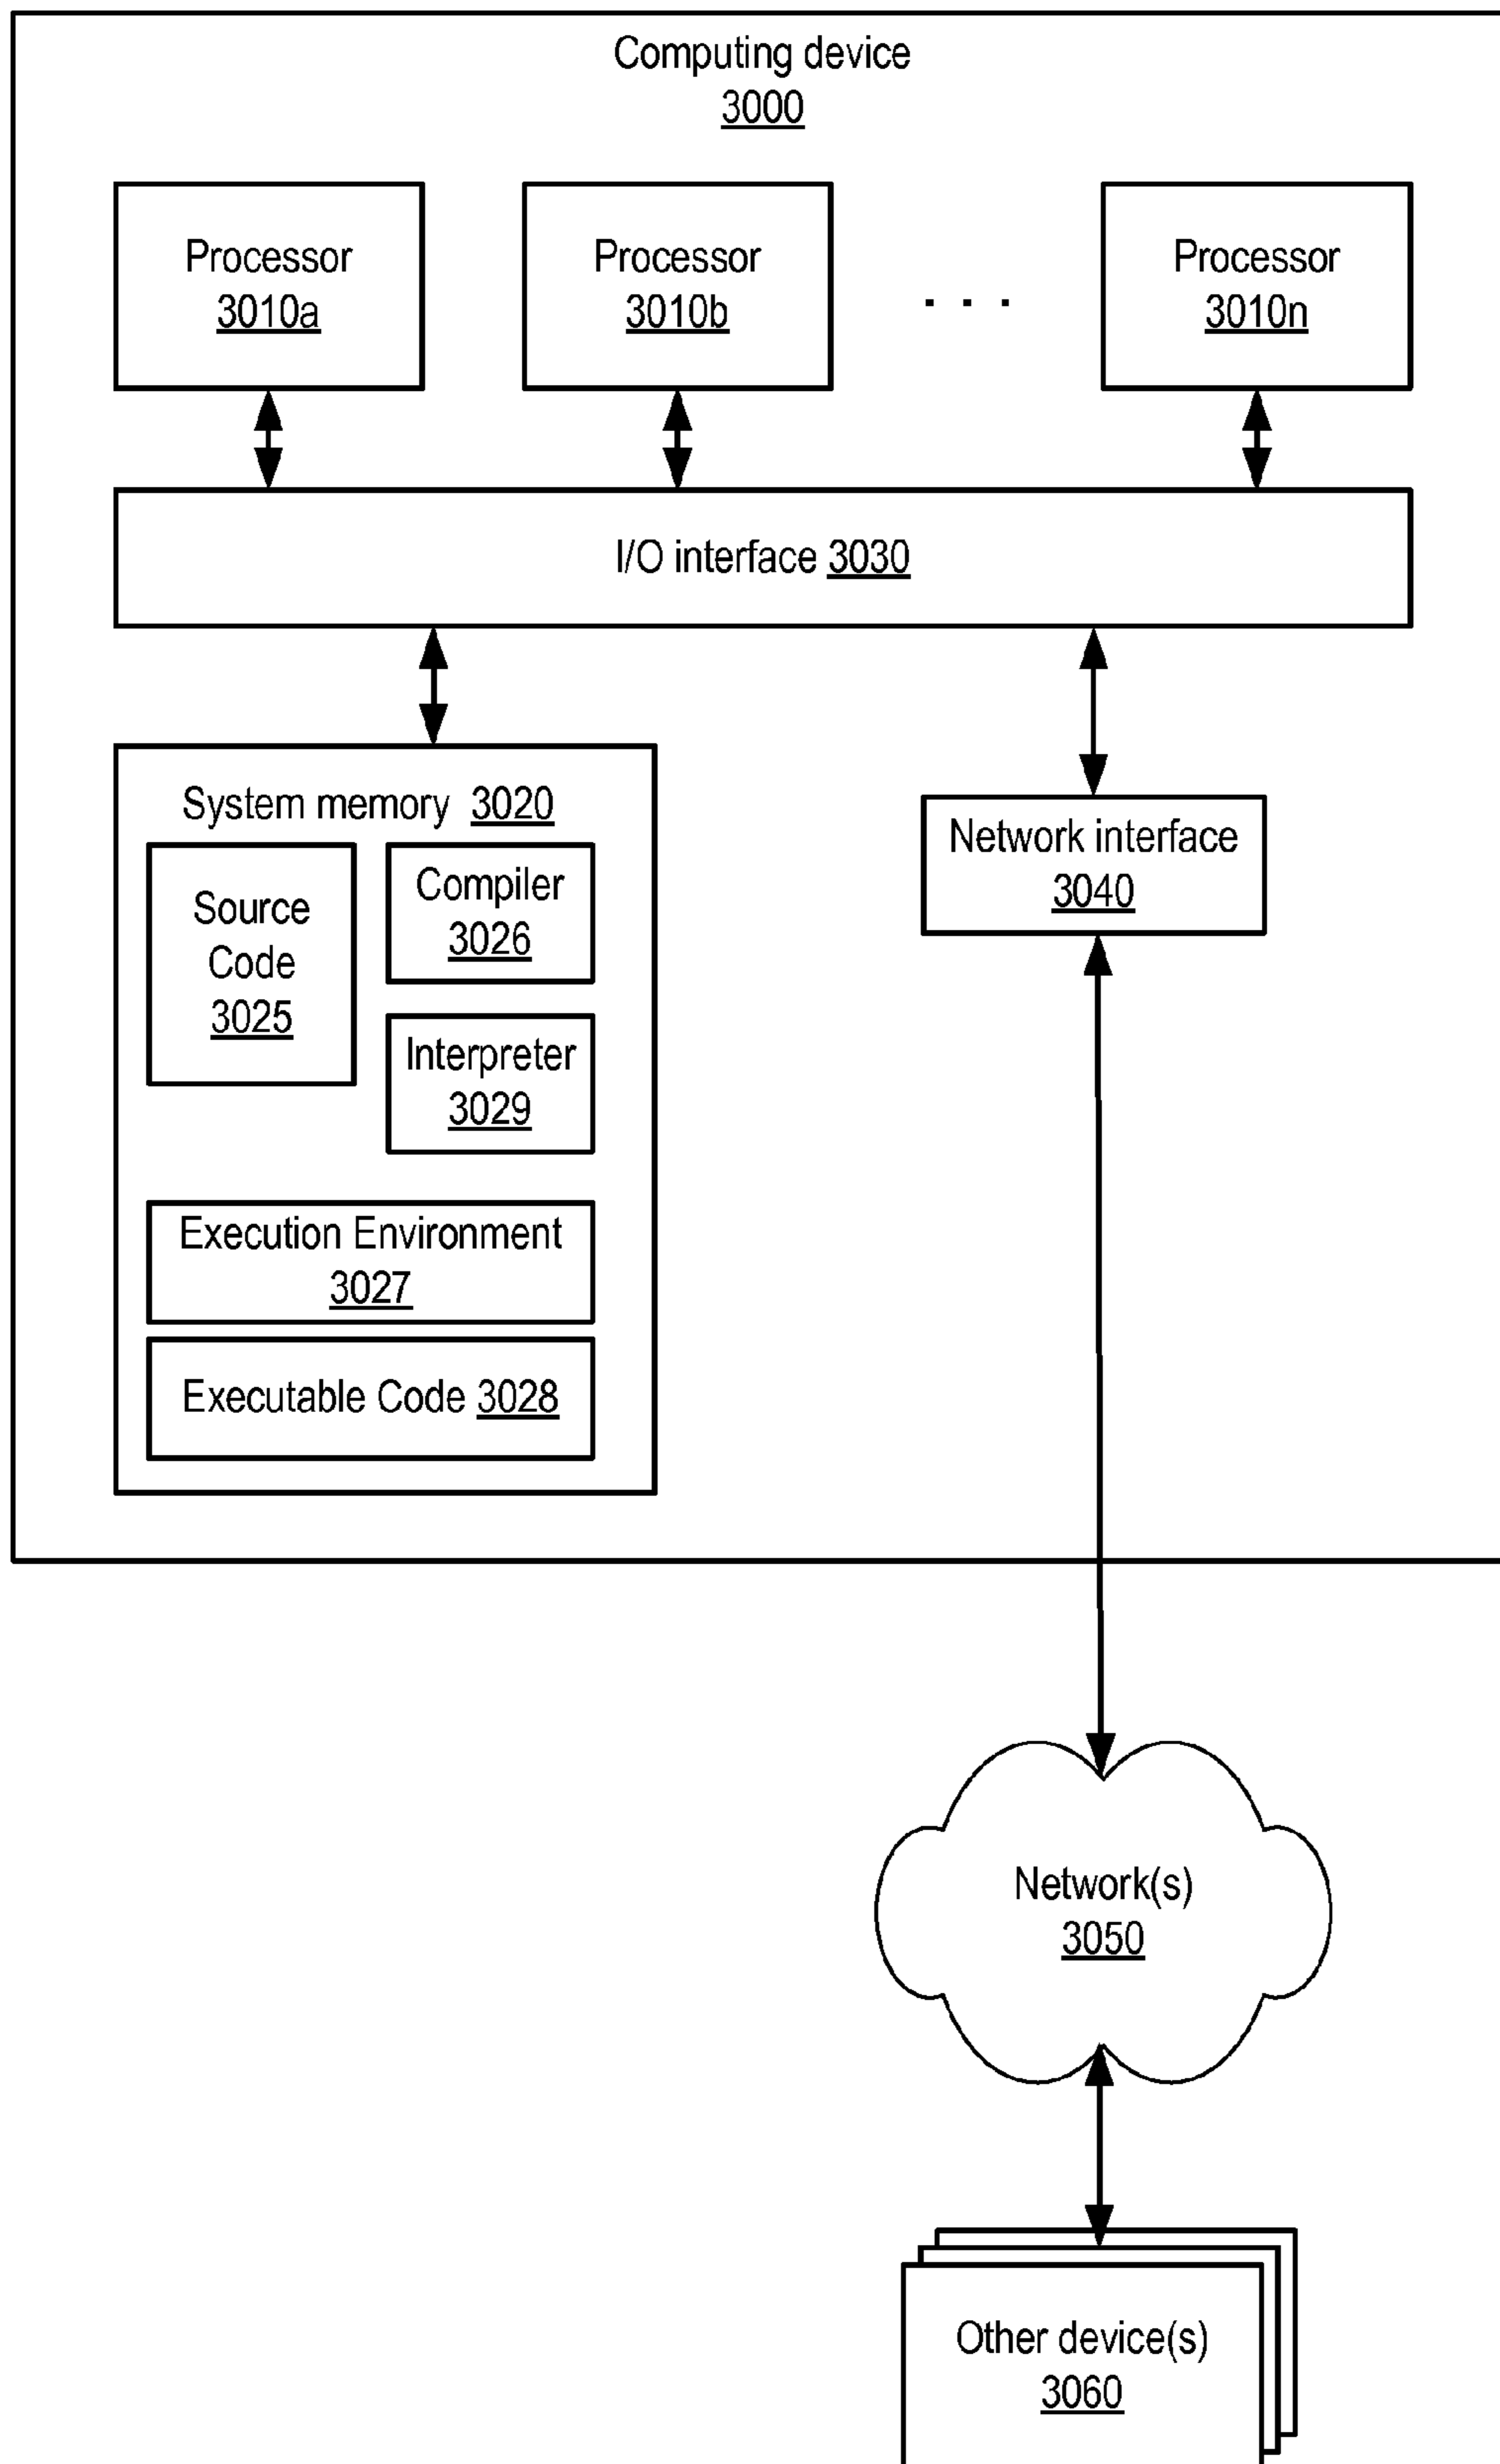 Computing device
3000
Processor
3010a
Processor
3010b
. . .
Processor
3010n
I/O interface 3030
System memory 3020
Source
Code
3025
Compiler
3026
Interpreter
3029
Execution Environment
3027
Executable Code 3028
Network interface
3040
Network(s)
3050
Other device(s)
3060